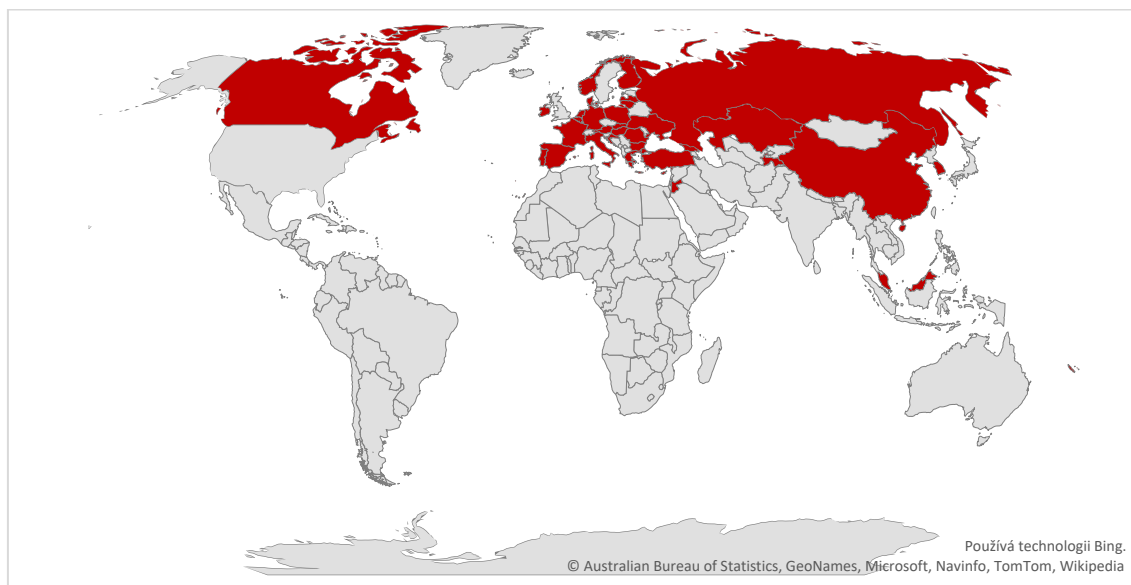 Používá technologii Bing.
© Australian Bureau of Statistics, GeoNames, Microsoft, Navinfo, TomTom, Wikipedia